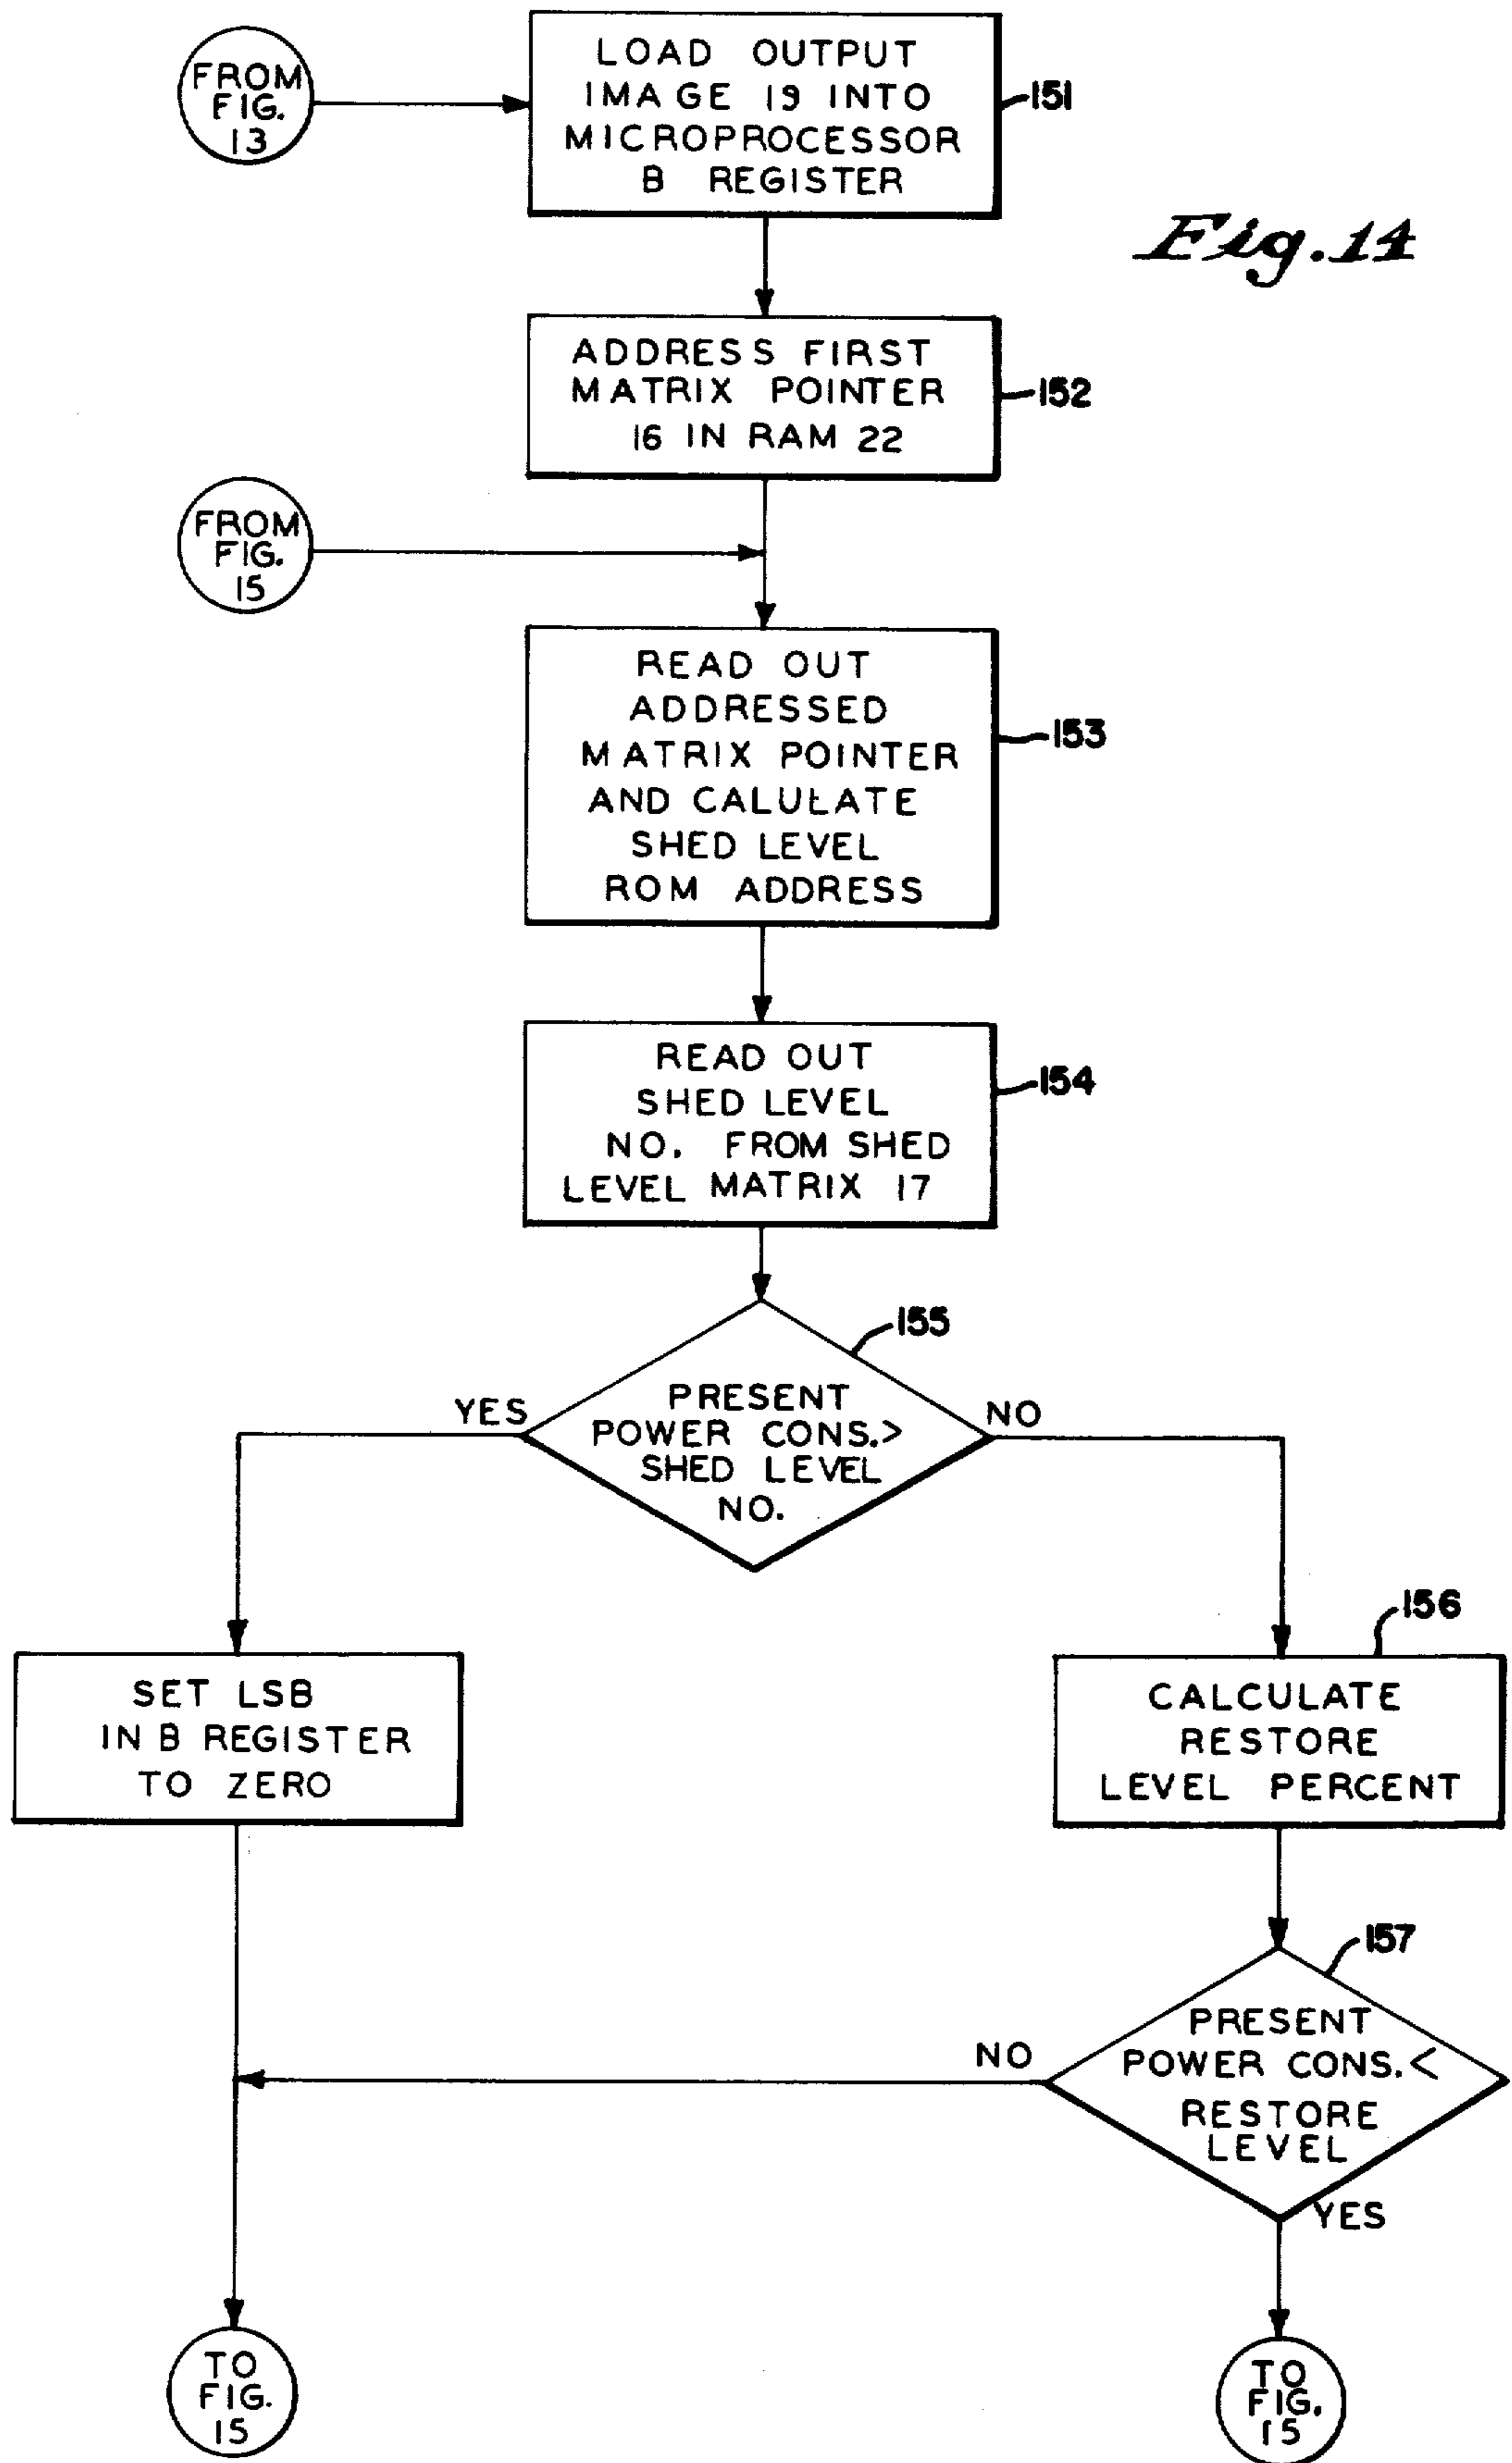 FROM
FIG.
13
LOAD OUTPUT
IMAGE 19 INTO
MICROPROCESSOR
B REGISTER
151
Fig. 14
ADDRESS FIRST
MATRIX POINTER
16 IN RAM 22
152
FROM
FIG.
15
READ OUT
ADDRESSED
MATRIX POINTER
AND CALULATE
SHED LEVEL
ROM ADDRESS
153
READ OUT
SHED LEVEL
NO. FROM SHED
LEVEL MATRIX 17
154
155
YES
PRESENT
POWER CONS.>
SHED LEVEL
NO.
NO
156
SET LSB
IN B REGISTER
TO ZERO
CALCULATE
RESTORE
LEVEL PERCENT
157
NO
PRESENT
POWER CONS.<
RESTORE
LEVEL
YES
TO
FIG.
15
TO
FIG.
15